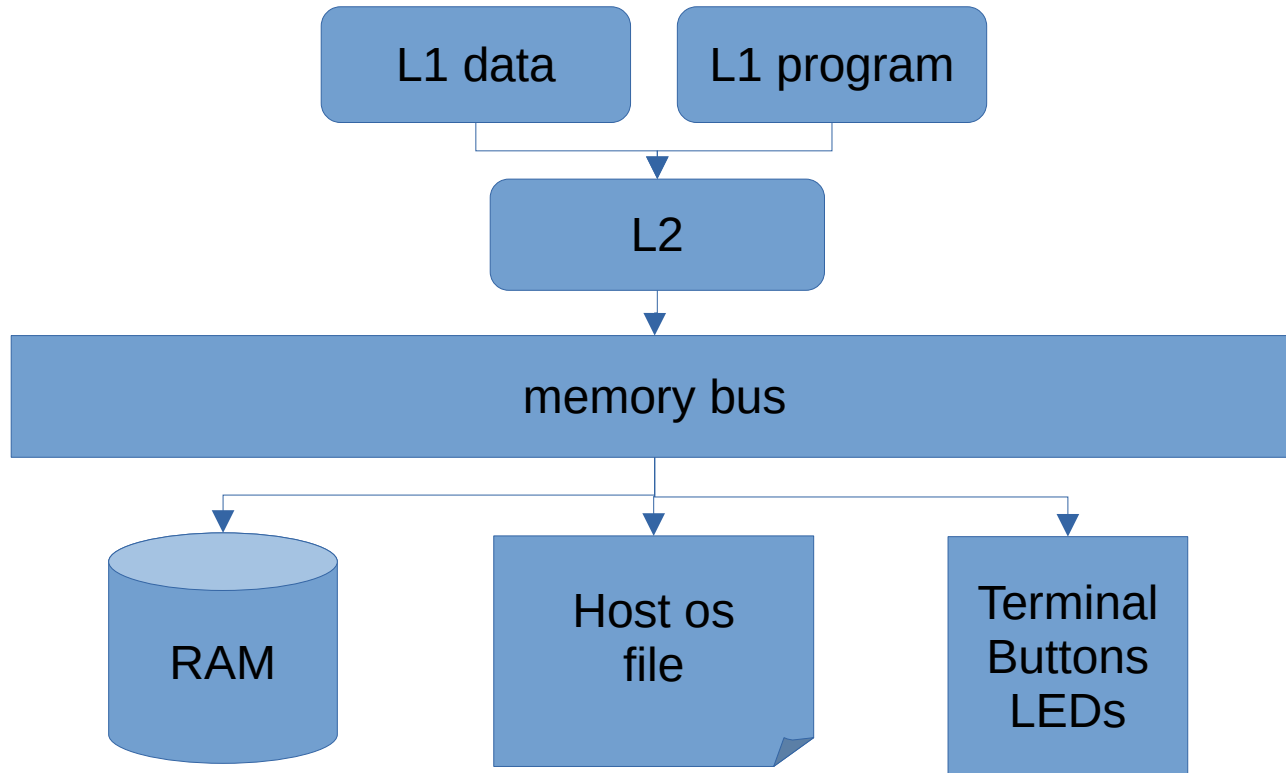 L1 data
L1 program
L2
memory bus
RAM
Host os
file
Terminal
Buttons
LEDs